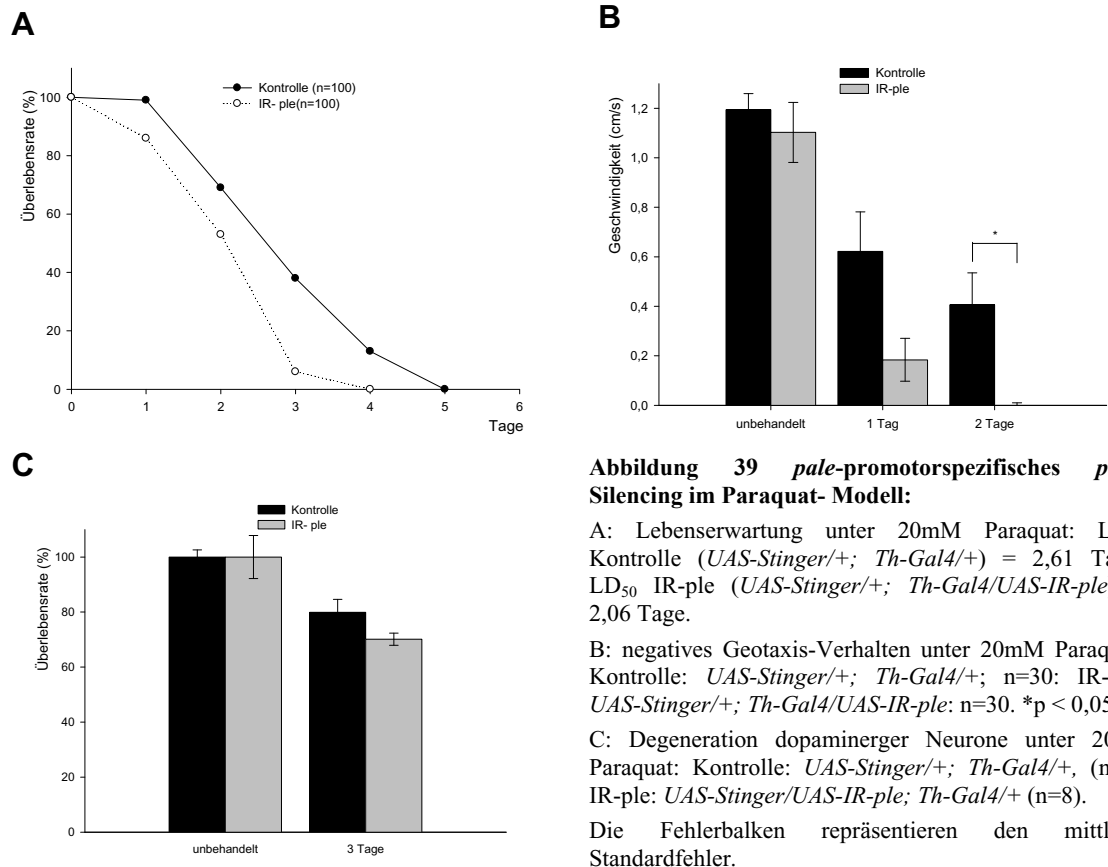 A
Kontrolle (n=100)
IR- ple(n=100)
Überlebensrate (%)
100
80
60
40
20
0
0 1 2 3 4 5 6
Tage
B
Kontrolle
IR-ple
Geschwindigkeit (cm/s)
1,2
1,0
0,8
0,6
0,4
0,2
0,0
*
unbehandelt 1 Tag 2 Tage
C
Kontrolle
IR- ple
Überlebensrate (%)
100
80
60
40
20
0
unbehandelt 3 Tage
Abbildung 39 pale-promotorspezifisches
Silencing im Paraquat- Modell:
A: Lebenserwartung unter 20mM Paraquat:
Kontrolle (UAS-Stinger/+; Th-Gal4/+) = 2,61
LD50 IR-ple (UAS-Stinger/+; Th-Gal4/UAS-IR-ple
2,06 Tage.
B: negatives Geotaxis-Verhalten unter 20mM
Kontrolle: UAS-Stinger/+; Th-Gal4/+; n=30:
UAS-Stinger/+; Th-Gal4/UAS-IR-ple: n=30. *p < 0,05
C: Degeneration dopaminerger Neurone unter
Paraquat: Kontrolle: UAS-Stinger/+; Th-Gal4/+,
IR-ple: UAS-Stinger/UAS-IR-ple; Th-Gal4/+ (n=8).
Die Fehlerbalken repräsentieren den
Standardfehler.